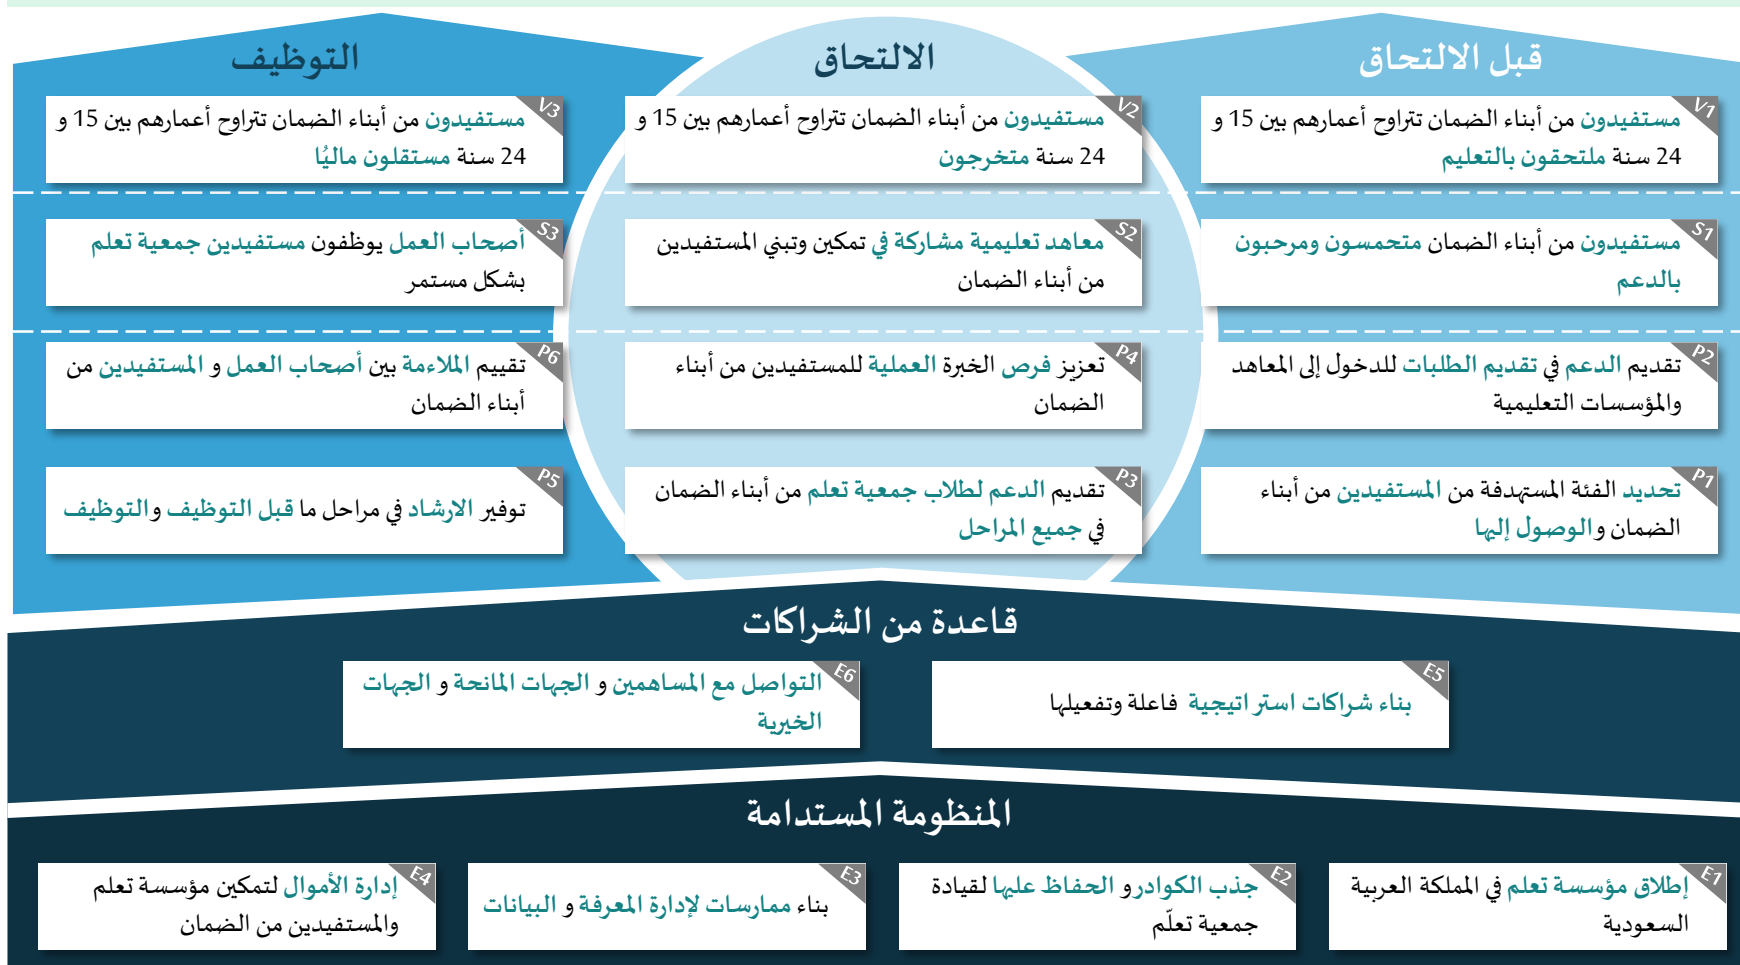 قبل الالتحاق
الالتحاق
التوظيف
V1
مستفيدون من أبناء الضمان تتراوح أعمارهم بين 15 و
24 سنة ملتحقون بالتعليم
V2
مستفيدون من أبناء الضمان تتراوح أعمارهم بين 15 و
24 سنة متخرجون
V3
مستفيدون من أبناء الضمان تتراوح أعمارهم بين 15 و
24 سنة مستقلون ماليُا
S1
مستفيدون من أبناء الضمان متحمسون ومرحبون
بالدعم
S2
معاهد تعليمية مشاركة في تمكين وتبني المستفيدين
من أبناء الضمان
S3
أصحاب العمل يوظفون مستفيدين جمعية تعلم
بشكل مستمر
P2
تقديم الدعم في تقديم الطلبات للدخول إلى المعاهد
والمؤسسات التعليمية
P4
تعزيز فرص الخبرة العملية للمستفيدين من أبناء
الضمان
P6
تقييم الملاءمة بين أصحاب العمل و المستفيدين من
أبناء الضمان
P1
تحديد الفئة المستهدفة من المستفيدين من أبناء
الضمان والوصول إليها
P3
تقديم الدعم لطلاب جمعية تعلم من أبناء الضمان
في جميع المراحل
P5
توفير الارشاد في مراحل ما قبل التوظيف والتوظيف
قاعدة من الشراكات
E5
بناء شراكات استراتيجية فاعلة وتفعيلها
E6
التواصل مع المساهمين و الجهات المانحة و الجهات
الخيرية
المنظومة المستدامة
E1
إطلاق مؤسسة تعلم في المملكة العربية
السعودية
E2
جذب الكوادر و الحفاظ عليها لقيادة
جمعية تعلّم
E3
بناء ممارسات لإدارة المعرفة و البيانات
E4
إدارة الأموال لتمكين مؤسسة تعلم
والمستفيدين من الضمان